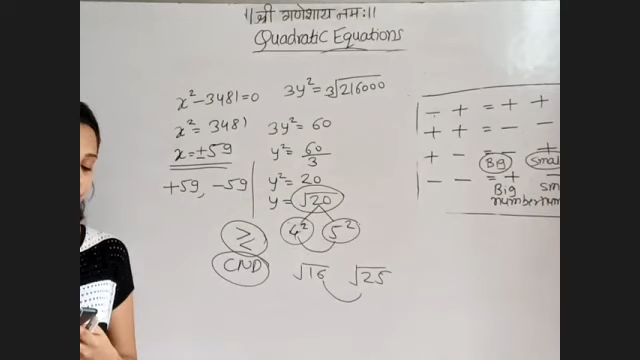 ॥ श्री गणेशाय नमः ॥
Quadratic Equations
x² - 3481 = 0
x² = 3481
x = ±59
+59, -59
3y² = ³√216000
3y² = 60
y² = 60/3
y² = 20
y = √20
4² 5²
≥
≤
CND
√16 √25
- + = + +
+ + = - -
+ - = - +
- - = + -
Big Small
Big
number